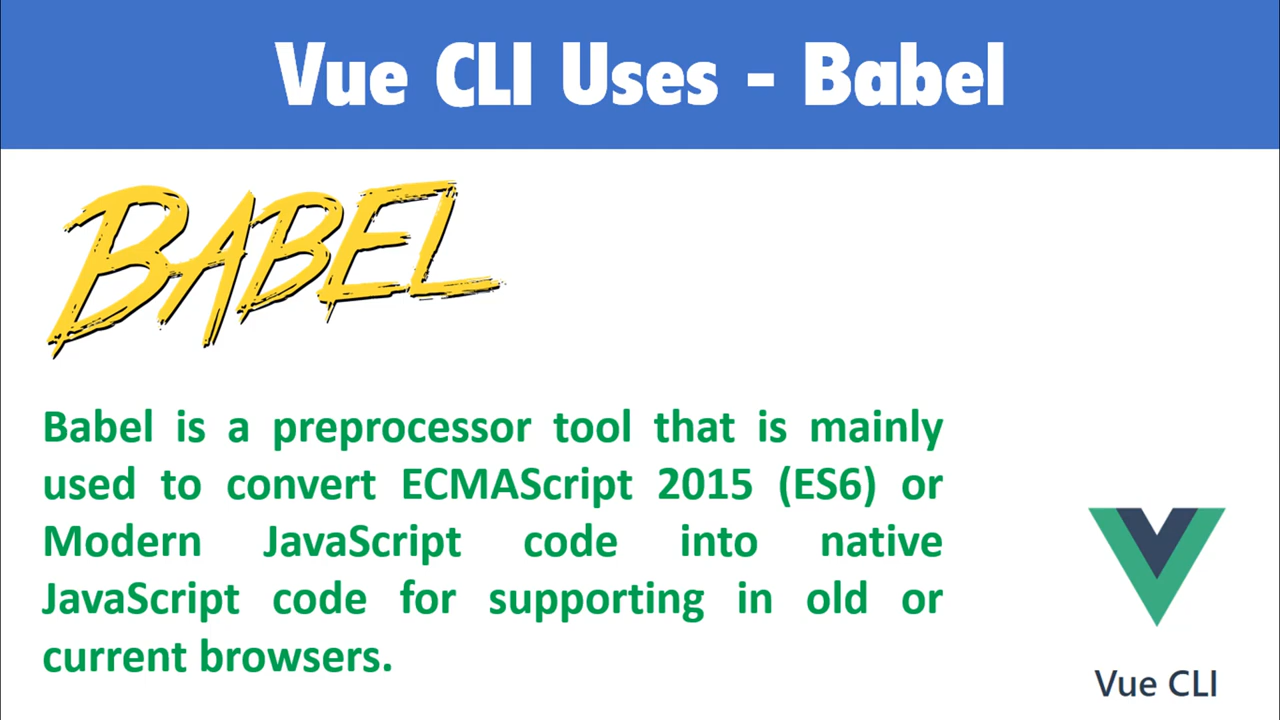 Vue CLI Uses - Babel
BABEL
Babel is a preprocessor tool that is mainly
used to convert ECMAScript 2015 (ES6) or
Modern JavaScript code into native
JavaScript code for supporting in old or
current browsers.
Vue CLI